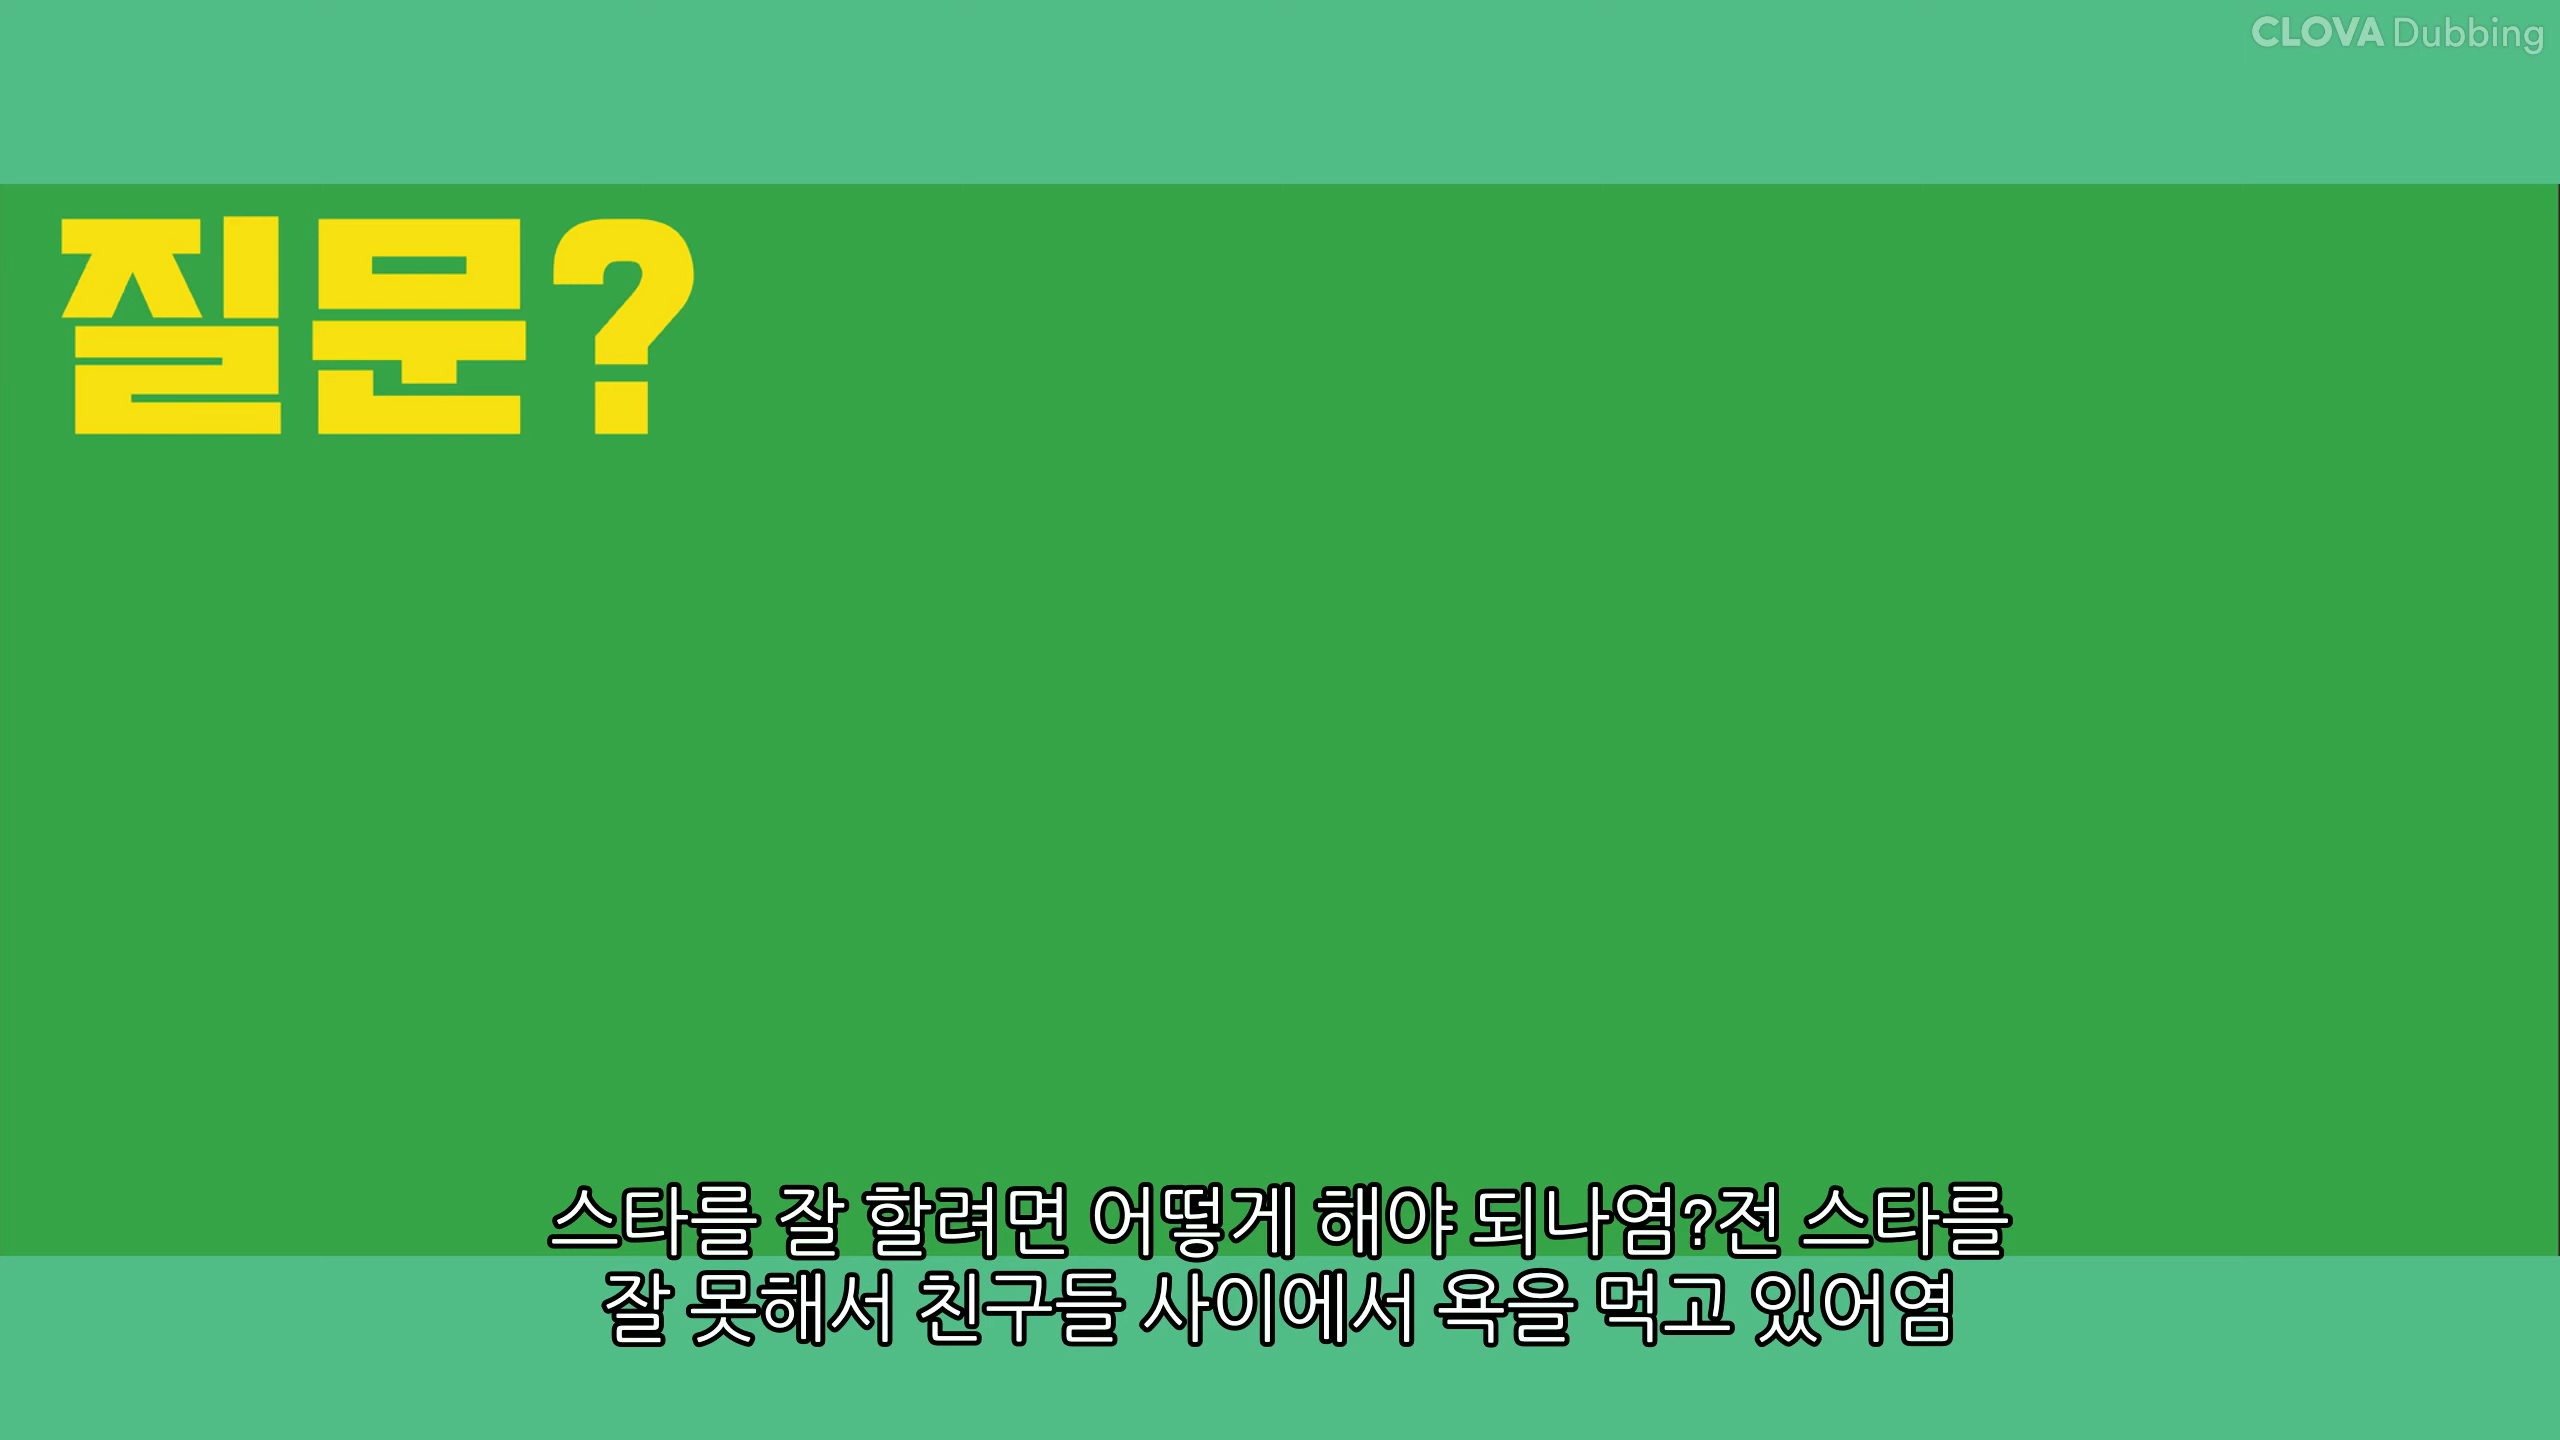 CLOVA Dubbing
질문?
스타를 잘 할려면 어떻게 해야 되나염?전 스타를
잘 못해서 친구들 사이에서 욕을 먹고 있어염